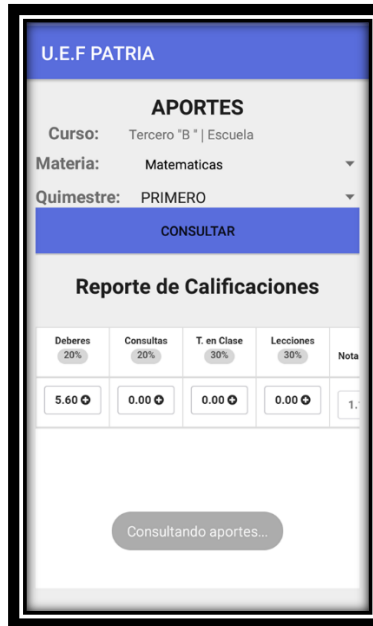 U.E.F PATRIA
APORTES
Curso: Tercero "B " | Escuela
Materia: Matematicas
Quimestre: PRIMERO
CONSULTAR
Reporte de Calificaciones
Deberes Consultas T. en Clase Lecciones
20% 20% 30% 30% Nota
5.60 0.00 0.00 0.00 1.
Consultando aportes...